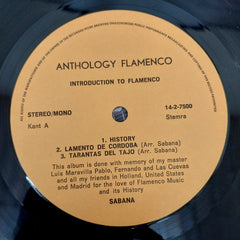 ANTHOLOGY FLAMENCO
INTRODUCTION TO FLAMENCO
STEREO/MONO 14-2-7500
Kant A Stemra
1. HISTORY
2. LAMENTO DE CORDOBA (Arr. Sabana)
3. TARANTAS DEL TAJO (Arr. Sabana)
This album is done with memory of my master
Luis Maravilla Pablo, Fernando and Las Cuevas
and all my friends in Holland, United States
and Madrid for the love of Flamenco Music
and its History
SABANA